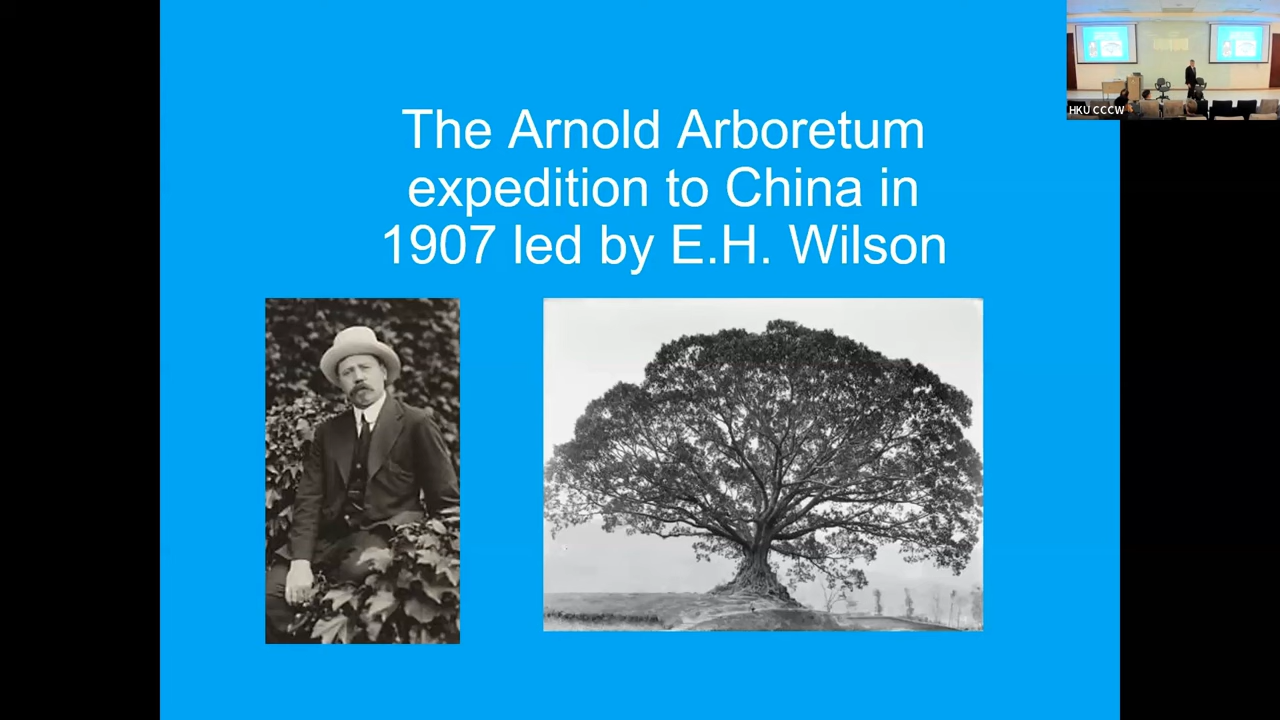 The Arnold Arboretum
expedition to China in
1907 led by E.H. Wilson
HKU CCCW